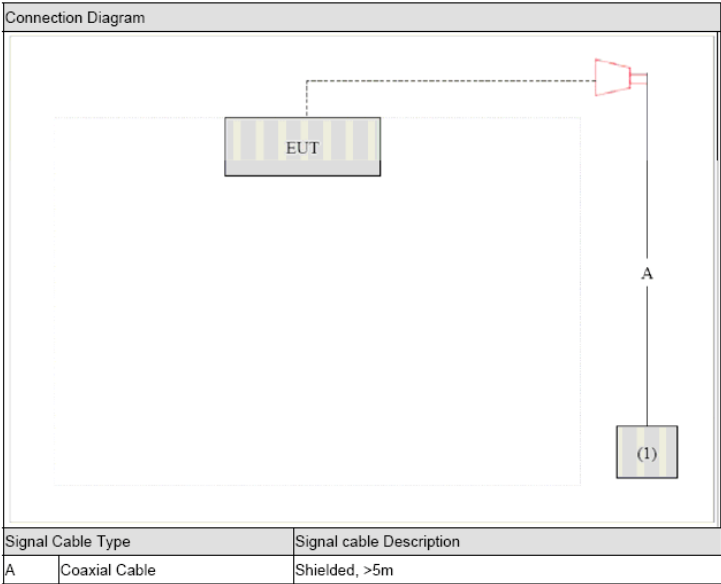 Connection Diagram
EUT
A
(1)
Signal Cable Type Signal cable Description
A Coaxial Cable Shielded, >5m